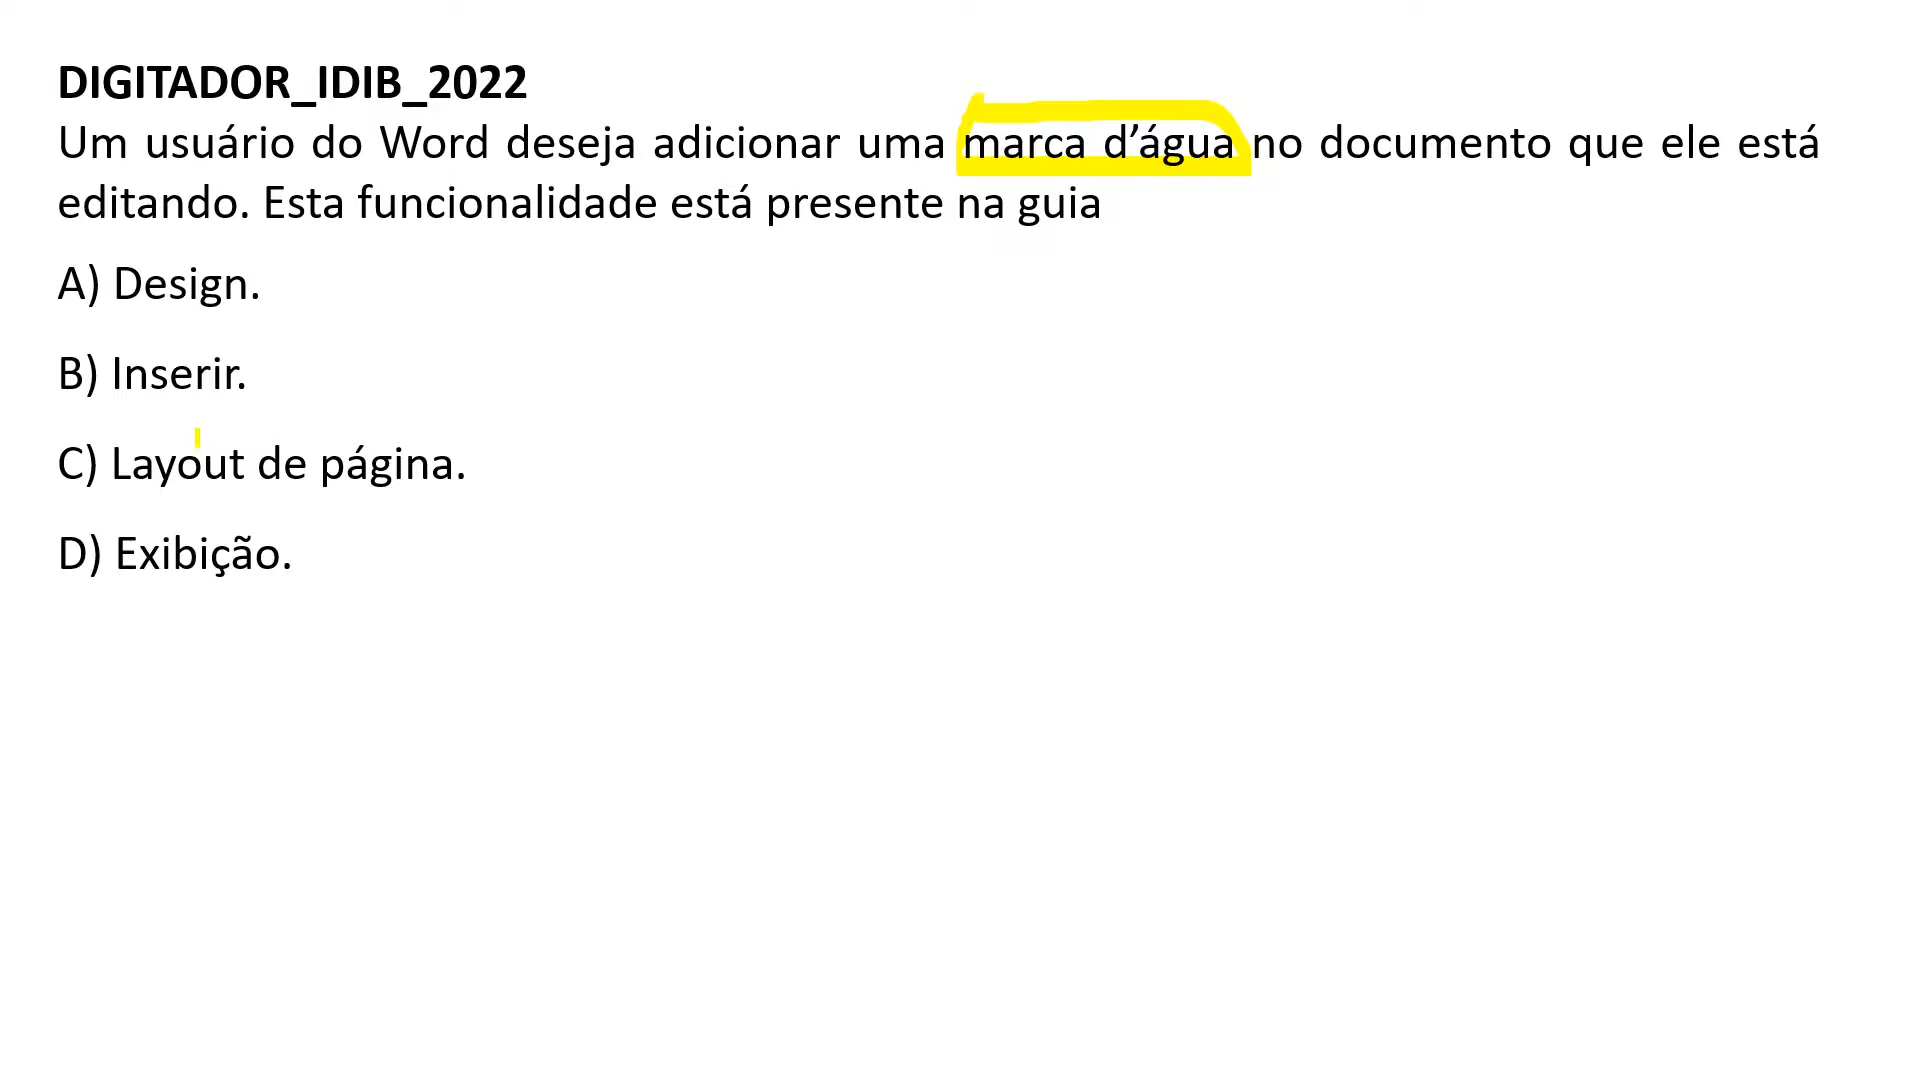 DIGITADOR_IDIB_2022
Um usuário do Word deseja adicionar uma marca d’água no documento que ele está
editando. Esta funcionalidade está presente na guia
A) Design.
B) Inserir.
C) Layout de página.
D) Exibição.